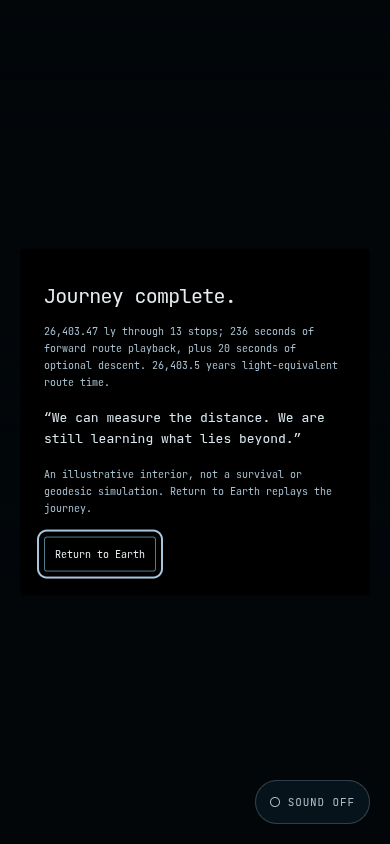 Journey complete.
26,403.47 ly through 13 stops; 236 seconds of
forward route playback, plus 20 seconds of
optional descent. 26,403.5 years light-equivalent
route time.
“We can measure the distance. We are
still learning what lies beyond.”
An illustrative interior, not a survival or
geodesic simulation. Return to Earth replays the
journey.
Return to Earth
SOUND OFF